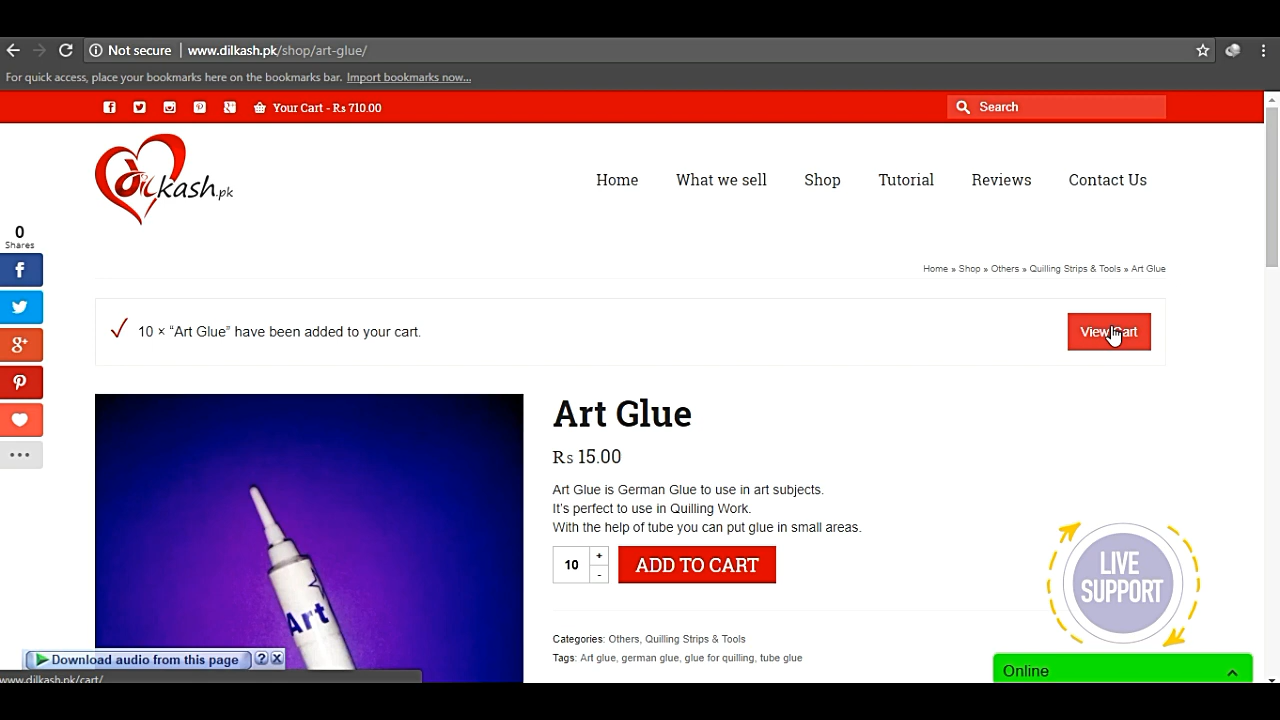 Not secure | www.dilkash.pk/shop/art-glue/
For quick access, place your bookmarks here on the bookmarks bar. Import bookmarks now...
Your Cart - Rs 710.00
Search
dilkash.pk
Home
What we sell
Shop
Tutorial
Reviews
Contact Us
0
Shares
Home » Shop » Others » Quilling Strips & Tools » Art Glue
10 × “Art Glue” have been added to your cart.
View Cart
Art Glue
Rs 15.00
Art Glue is German Glue to use in art subjects.
It's perfect to use in Quilling Work.
With the help of tube you can put glue in small areas.
10
+
-
ADD TO CART
LIVE
SUPPORT
Art
Categories: Others, Quilling Strips & Tools
Tags: Art glue, german glue, glue for quilling, tube glue
Download audio from this page
? X
Online
www.dilkash.pk/cart/